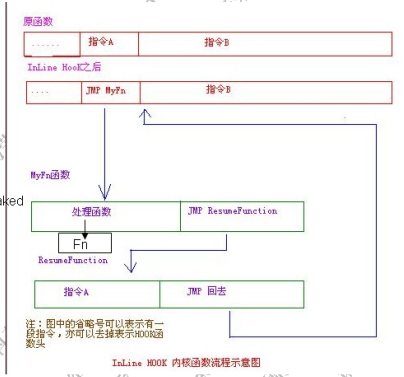 原函数
...... 指令A 指令B
InLine HooK之后
.... JMP MyFn 指令B
MyFn函数
aked
处理函数 JMP ResumeFunction
Fn
ResumeFunction
指令A JMP 回去
注：图中的省略号可以表示有一
段指令，亦可以去掉表示HOOK函
数头
InLine HOOK 内核函数流程示意图